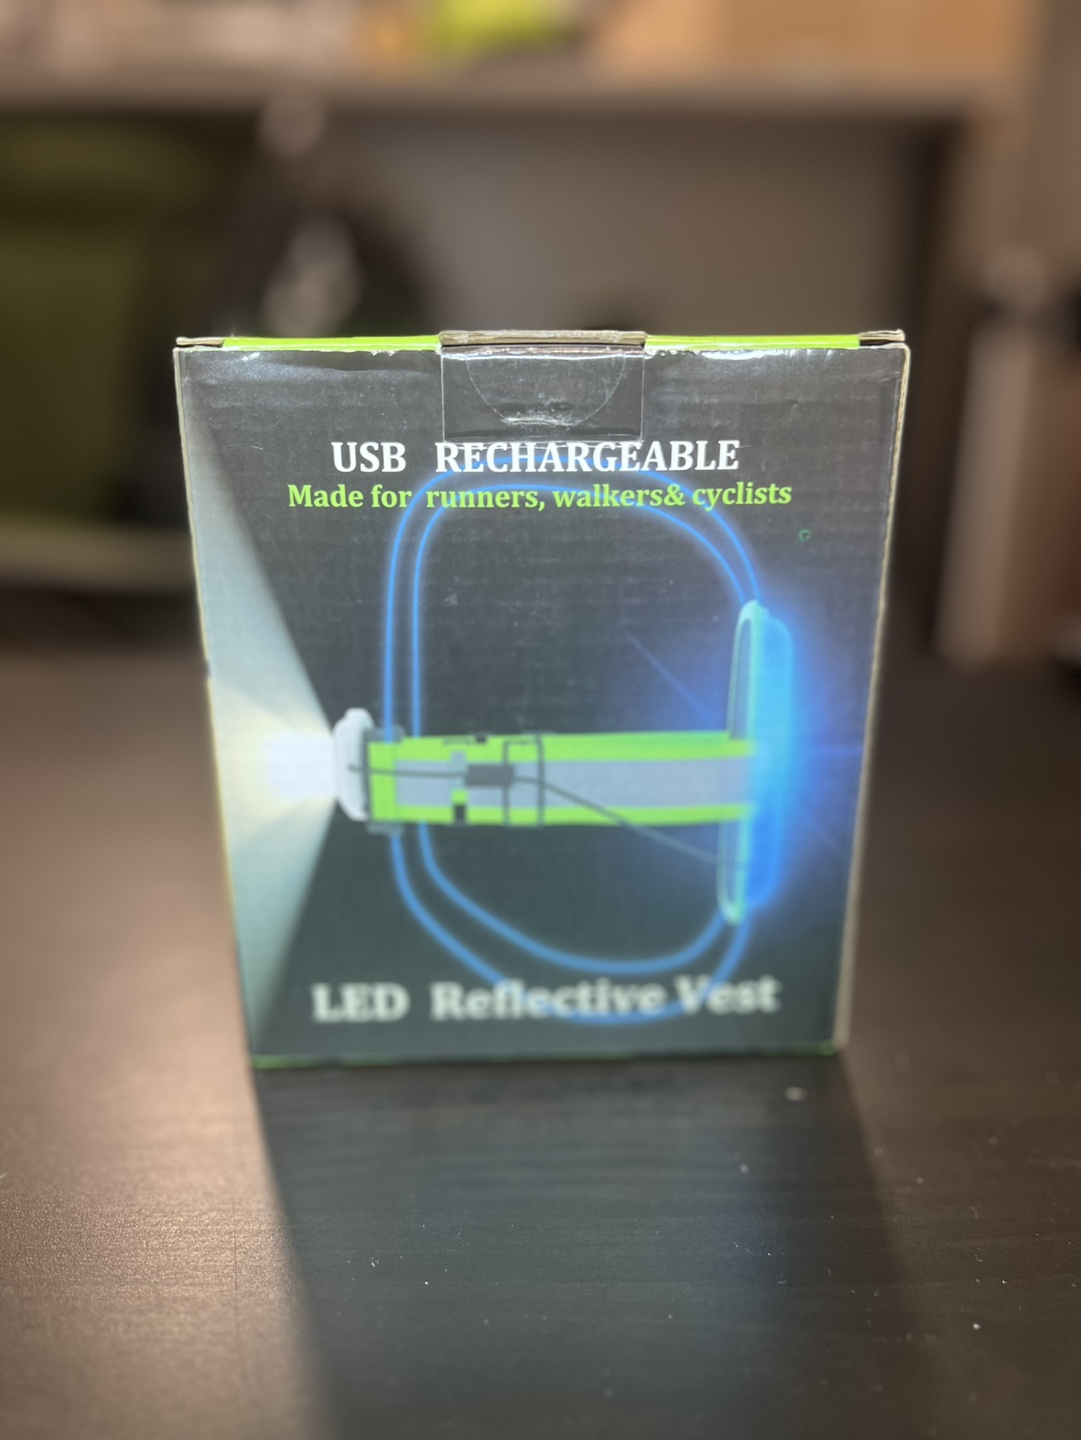 USB RECHARGEABLE
Made for runners, walkers& cyclists
LED Reflective Vest